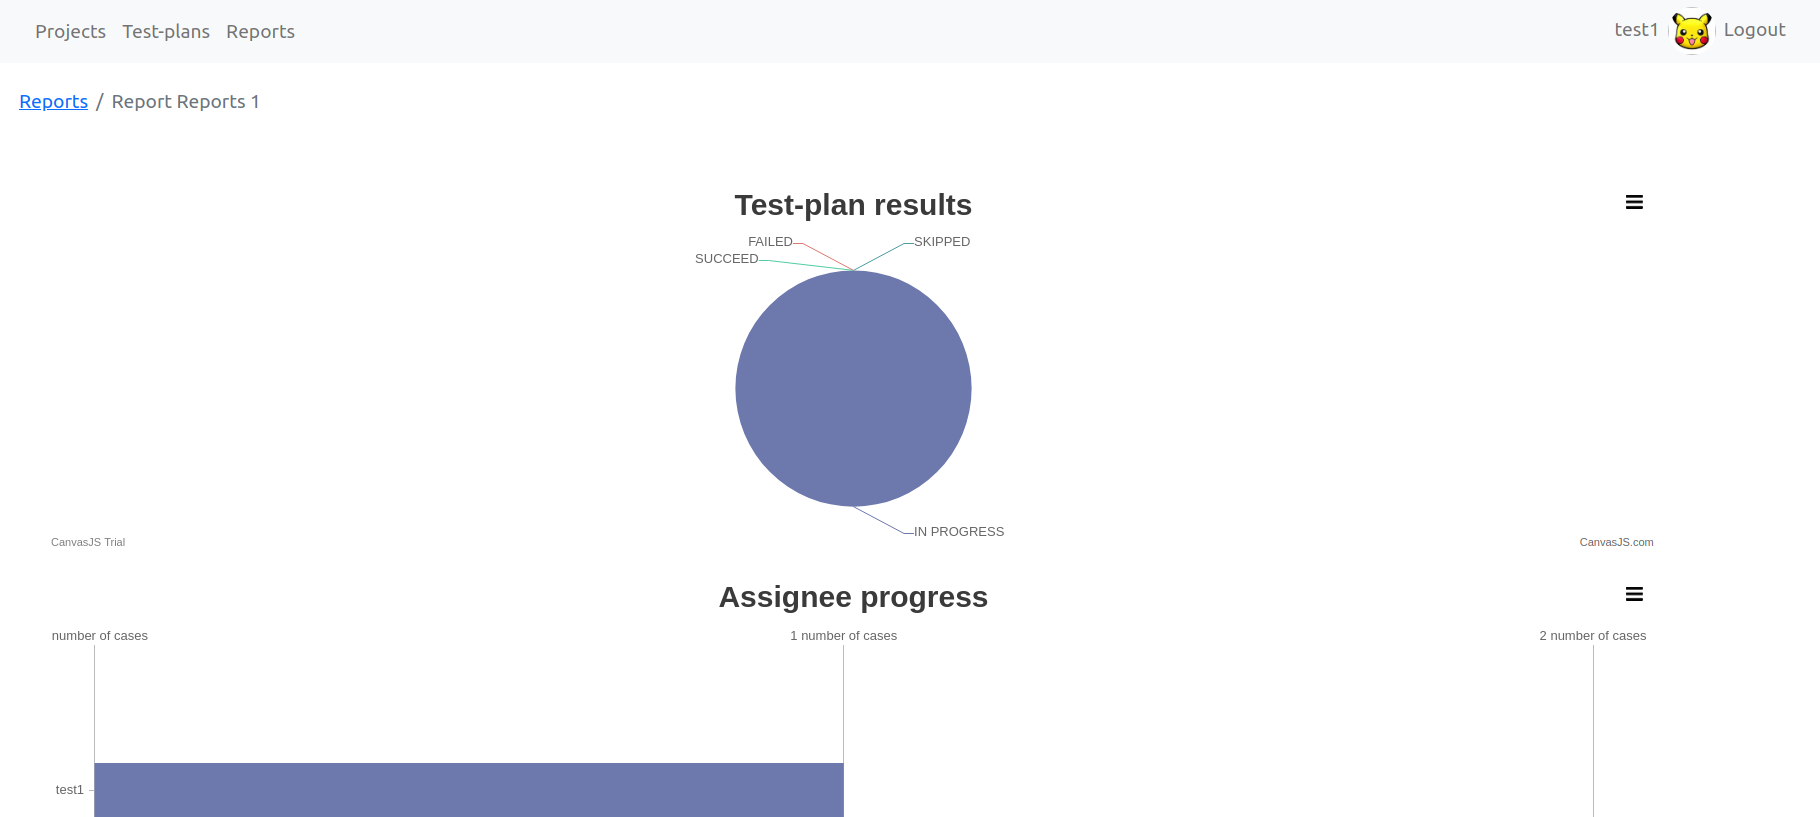 Projects Test-plans Reports test1 Logout
Reports / Report Reports 1
Test-plan results
FAILED SKIPPED
SUCCEED
IN PROGRESS
CanvasJS Trial CanvasJS.com
Assignee progress
number of cases 1 number of cases 2 number of cases
test1